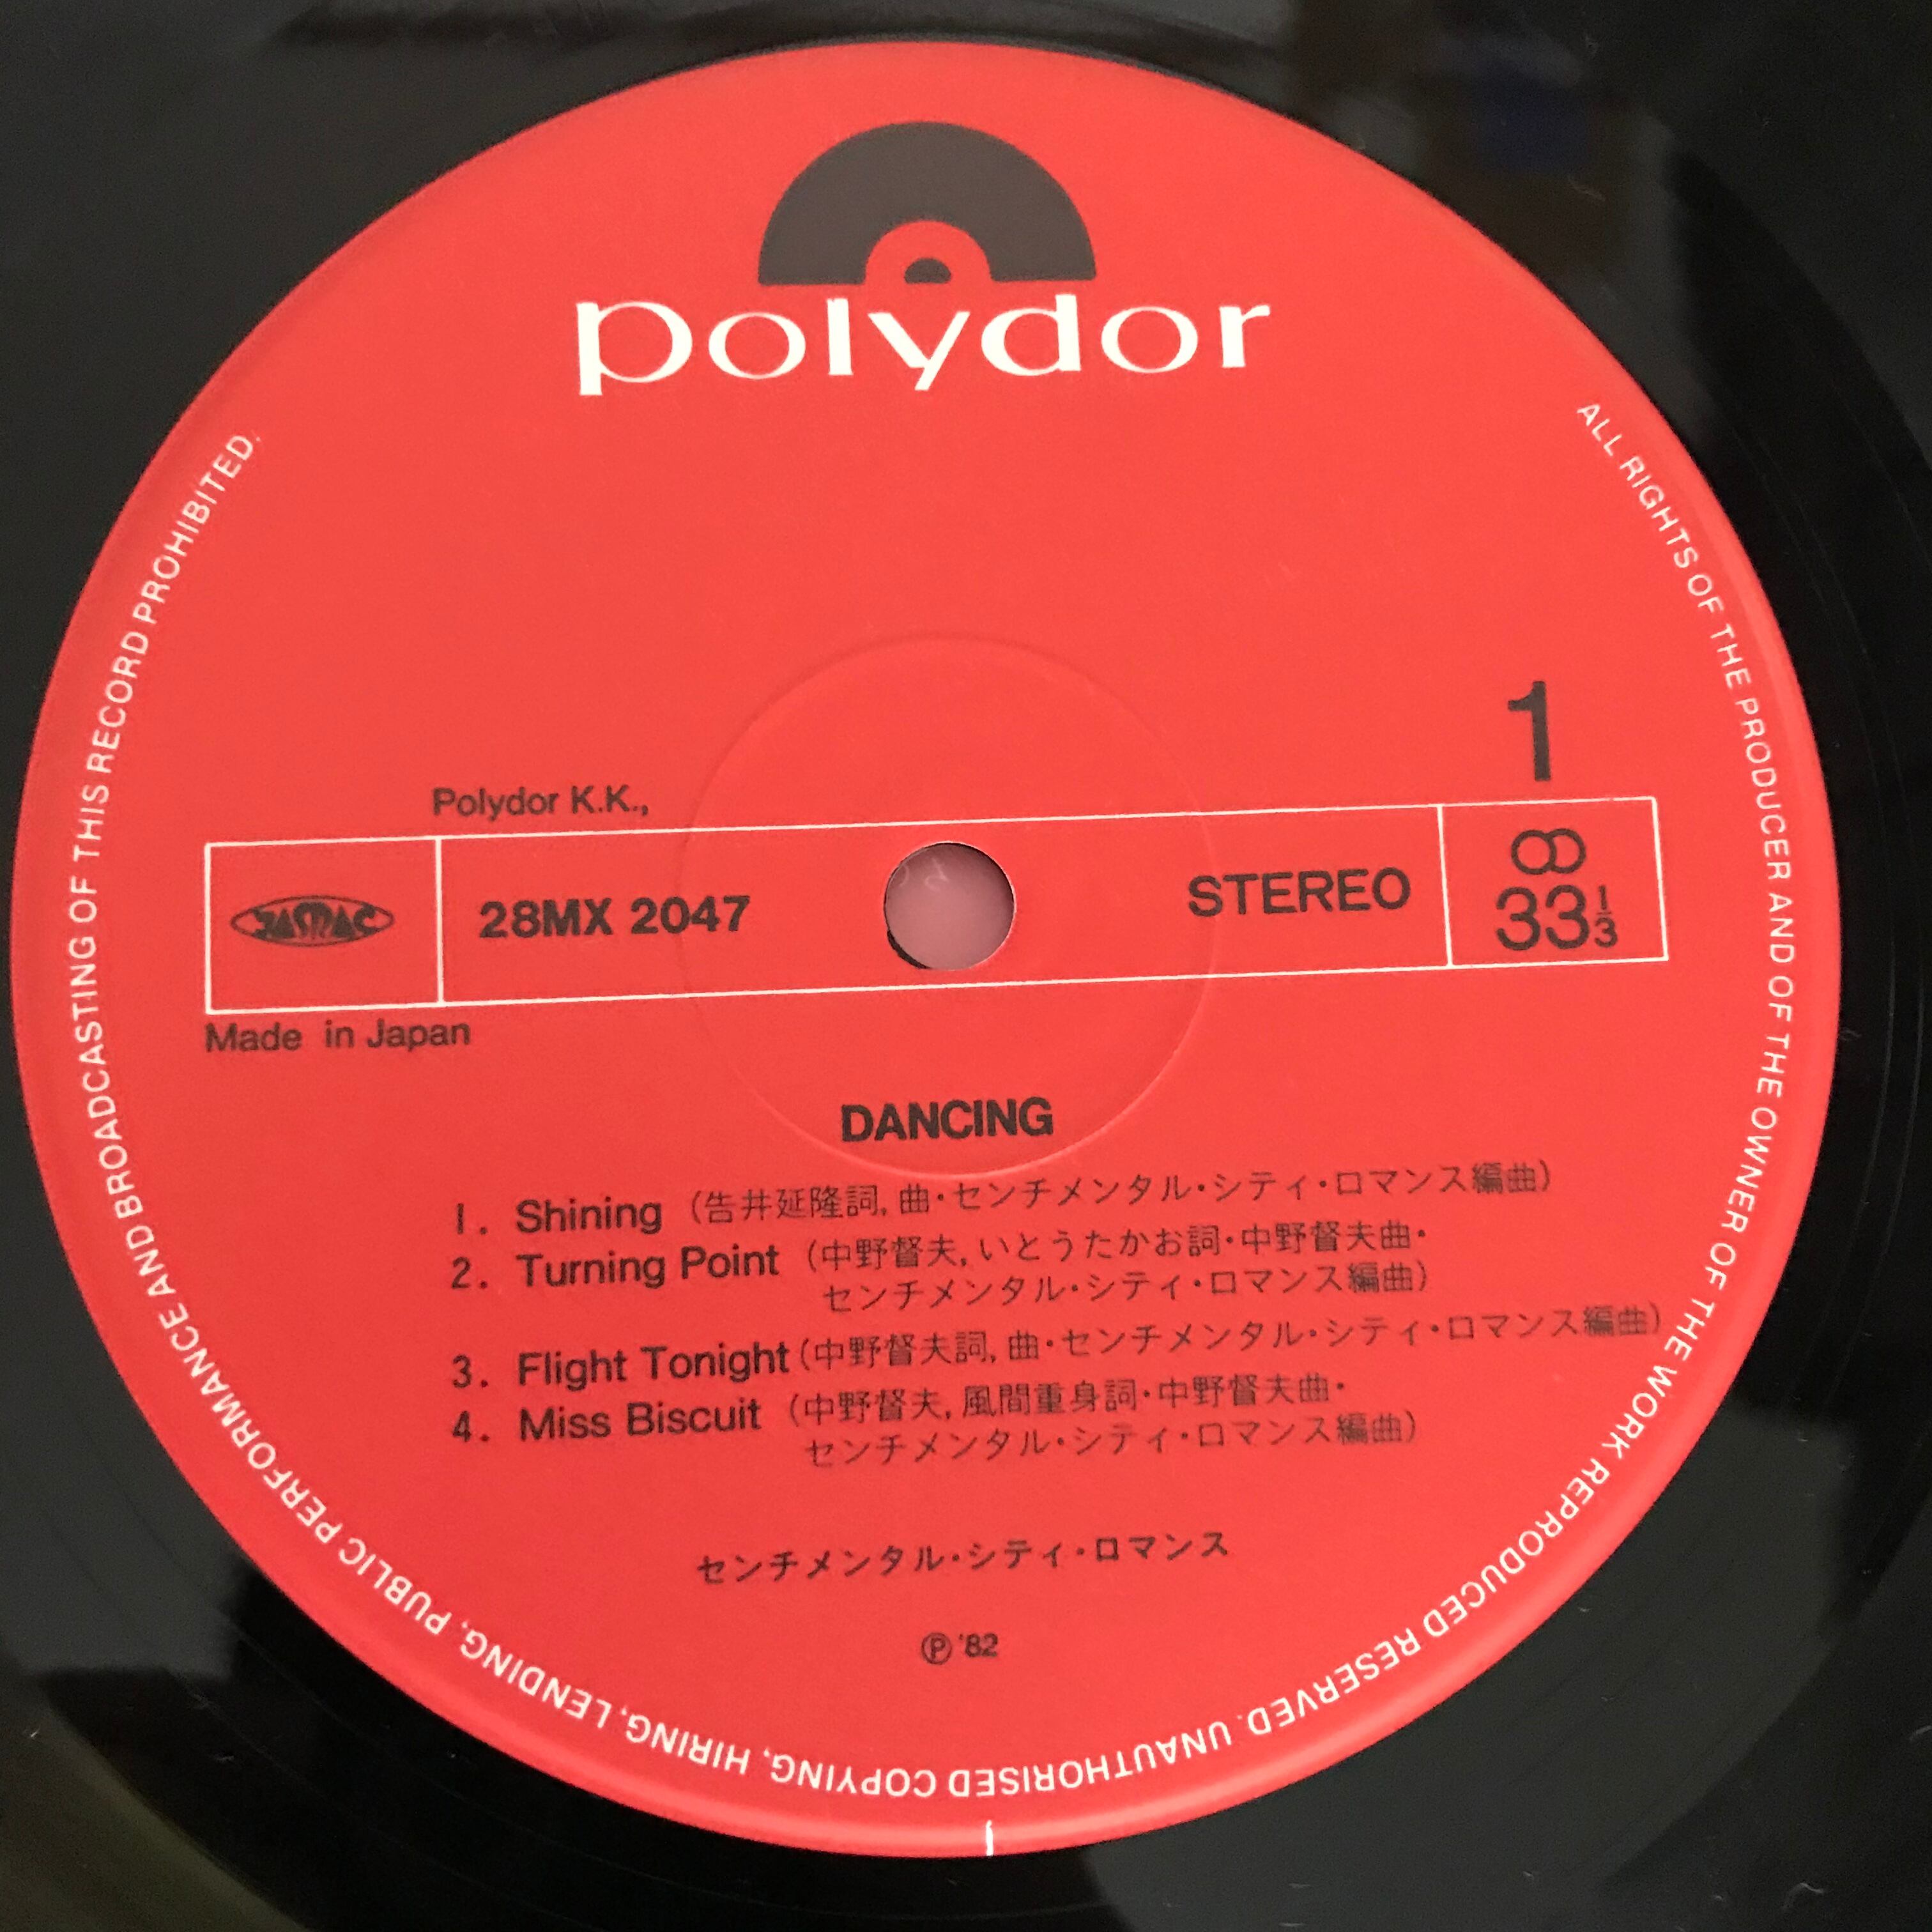 polydor
1
Polydor K.K.,
JASRAC
28MX 2047
STEREO
33 1/3
Made in Japan
DANCING
1. Shining (告井延隆詞, 曲・センチメンタル・シティ・ロマンス編曲)
2. Turning Point (中野督夫, いとうたかお詞・中野督夫曲・
センチメンタル・シティ・ロマンス編曲)
3. Flight Tonight (中野督夫詞, 曲・センチメンタル・シティ・ロマンス編曲)
4. Miss Biscuit (中野督夫, 風間重身詞・中野督夫曲・
センチメンタル・シティ・ロマンス編曲)
センチメンタル・シティ・ロマンス
Ⓟ '82
ALL RIGHTS OF THE PRODUCER AND OF THE OWNER OF THE WORK REPRODUCED RESERVED. UNAUTHORISED COPYING, HIRING, LENDING, PUBLIC PERFORMANCE AND BROADCASTING OF THIS RECORD PROHIBITED.